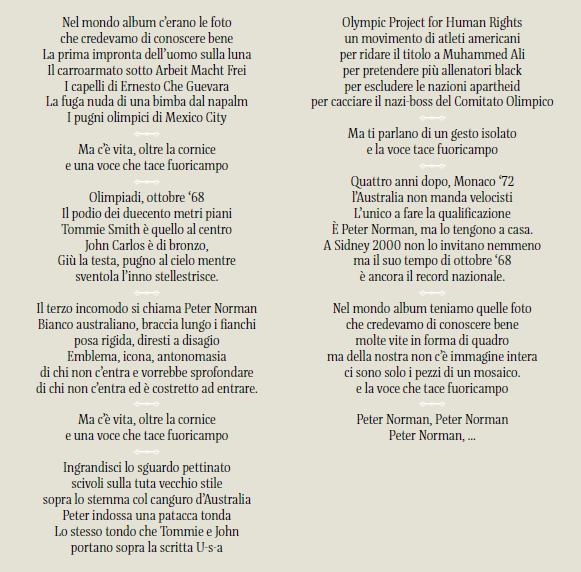 Nel mondo album c'erano le foto
che credevamo di conoscere bene
La prima impronta dell'uomo sulla luna
Il carroarmato sotto Arbeit Macht Frei
I capelli di Ernesto Che Guevara
La fuga nuda di una bimba dal napalm
I pugni olimpici di Mexico City
Ma c'è vita, oltre la cornice
e una voce che tace fuoricampo
Olimpiadi, ottobre ‘68
Il podio dei duecento metri piani
Tommie Smith è quello al centro
John Carlos è di bronzo,
Giù la testa, pugno al cielo mentre
sventola l'inno stellestrisce.
Il terzo incomodo si chiama Peter Norman
Bianco australiano, braccia lungo i fianchi
posa rigida, diresti a disagio
Emblema, icona, antonomasia
di chi non c'entra e vorrebbe sprofondare
di chi non c'entra ed è costretto ad entrare.
Ma c'è vita, oltre la cornice
e una voce che tace fuoricampo
Ingrandisci lo sguardo pettinato
scivoli sulla tuta vecchio stile
sopra lo stemma col canguro d'Australia
Peter indossa una patacca tonda
Lo stesso tondo che Tommie e John
portano sopra la scritta U-s-a
Olympic Project for Human Rights
un movimento di atleti americani
per ridare il titolo a Muhammed Ali
per pretendere più allenatori black
per escludere le nazioni apartheid
per cacciare il nazi-boss del Comitato Olimpico
Ma ti parlano di un gesto isolato
e la voce tace fuoricampo
Quattro anni dopo, Monaco ‘72
l'Australia non manda velocisti
L'unico a fare la qualificazione
È Peter Norman, ma lo tengono a casa.
A Sidney 2000 non lo invitano nemmeno
ma il suo tempo di ottobre ‘68
è ancora il record nazionale.
Nel mondo album teniamo quelle foto
che credevamo di conoscere bene
molte vite in forma di quadro
ma della nostra non c'è immagine intera
ci sono solo i pezzi di un mosaico.
e la voce che tace fuoricampo
Peter Norman, Peter Norman
Peter Norman, ...